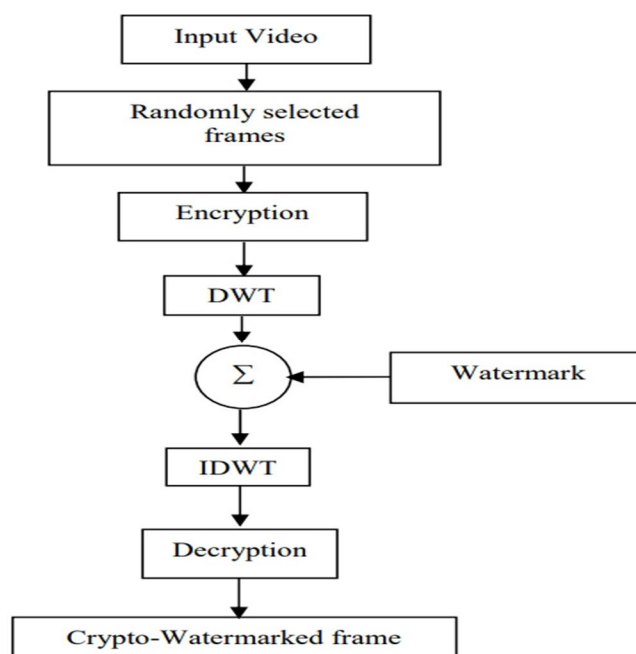 Input Video
Randomly selected
frames
Encryption
DWT
Σ
Watermark
IDWT
Decryption
Crypto-Watermarked frame